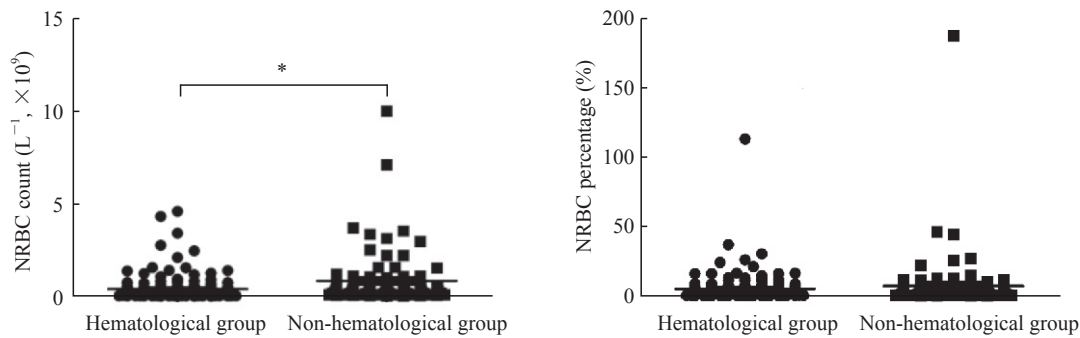 NRBC count (L⁻¹, ×10⁹)
15
10
5
0
*
Hematological group
Non-hematological group
NRBC percentage (%)
200
150
100
50
0
Hematological group
Non-hematological group